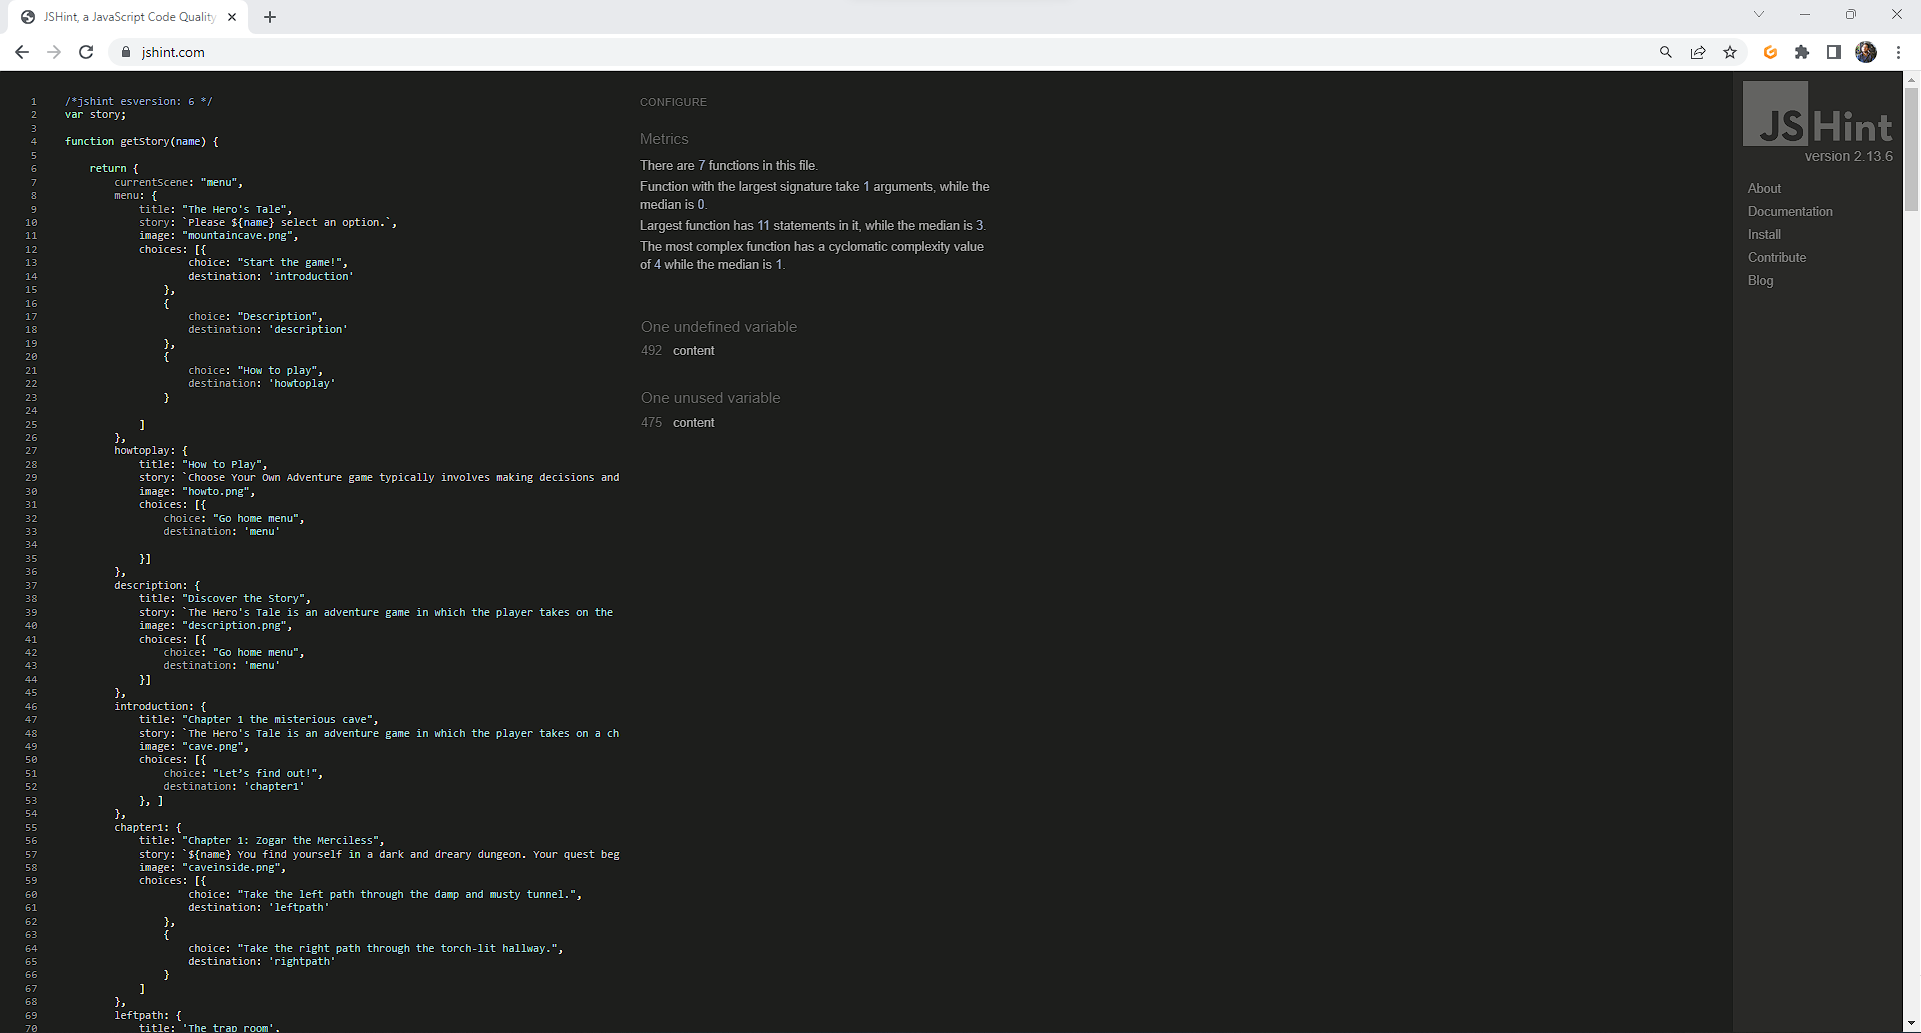 JSHint, a JavaScript Code Quality
jshint.com
1 /*jshint esversion: 6 */
2 var story;
3
4 function getStory(name) {
5
6 return {
7 currentScene: "menu",
8 menu: {
9 title: "The Hero's Tale",
10 story: `Please ${name} select an option.`,
11 image: "mountaincave.png",
12 choices: [{
13 choice: "Start the game!",
14 destination: 'introduction'
15 },
16 {
17 choice: "Description",
18 destination: 'description'
19 },
20 {
21 choice: "How to play",
22 destination: 'howtoplay'
23 }
24
25 ]
26 },
27 howtoplay: {
28 title: "How to Play",
29 story: `Choose Your Own Adventure game typically involves making decisions and
30 image: "howto.png",
31 choices: [{
32 choice: "Go home menu",
33 destination: 'menu'
34
35 }]
36 },
37 description: {
38 title: "Discover the Story",
39 story: `The Hero's Tale is an adventure game in which the player takes on the
40 image: "description.png",
41 choices: [{
42 choice: "Go home menu",
43 destination: 'menu'
44 }]
45 },
46 introduction: {
47 title: "Chapter 1 the misterious cave",
48 story: `The Hero's Tale is an adventure game in which the player takes on a ch
49 image: "cave.png",
50 choices: [{
51 choice: "Let’s find out!",
52 destination: 'chapter1'
53 }, ]
54 },
55 chapter1: {
56 title: "Chapter 1: Zogar the Merciless",
57 story: `${name} You find yourself in a dark and dreary dungeon. Your quest beg
58 image: "caveinside.png",
59 choices: [{
60 choice: "Take the left path through the damp and musty tunnel.",
61 destination: 'leftpath'
62 },
63 {
64 choice: "Take the right path through the torch-lit hallway.",
65 destination: 'rightpath'
66 }
67 ]
68 },
69 leftpath: {
70 title: 'The trap room',
CONFIGURE
Metrics
There are 7 functions in this file.
Function with the largest signature take 1 arguments, while the
median is 0.
Largest function has 11 statements in it, while the median is 3.
The most complex function has a cyclomatic complexity value
of 4 while the median is 1.
One undefined variable
492 content
One unused variable
475 content
JSHint
version 2.13.6
About
Documentation
Install
Contribute
Blog